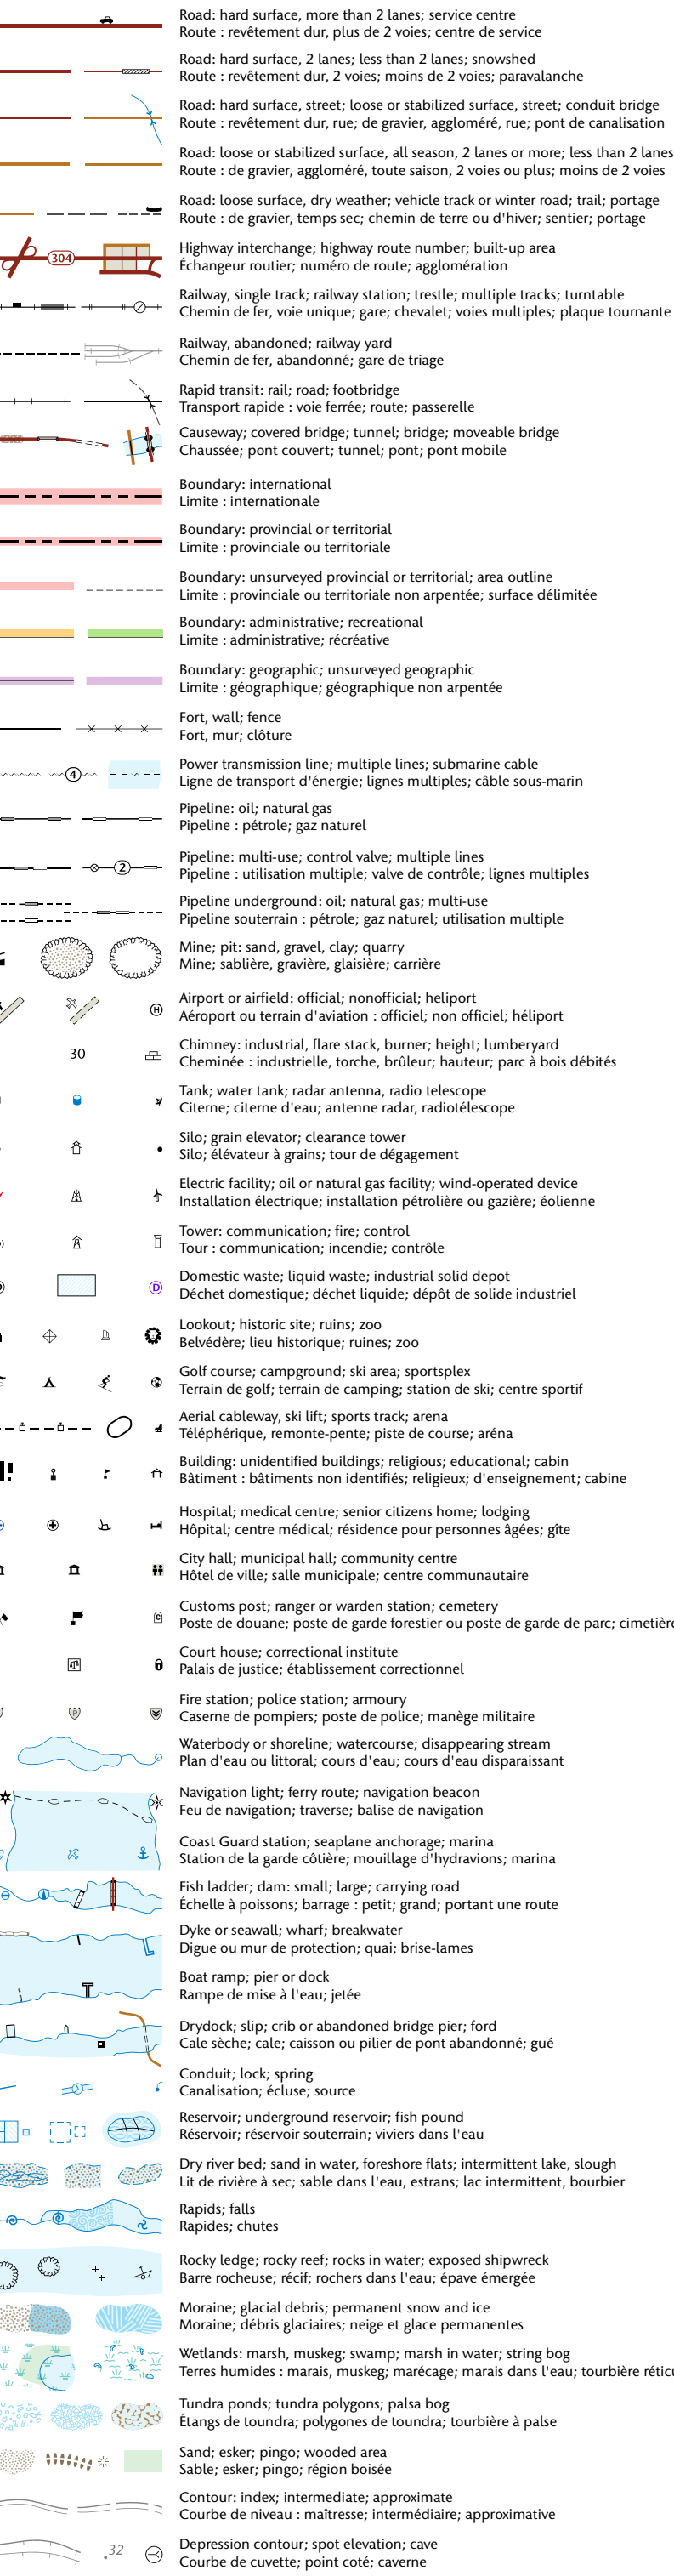 Road: hard surface, more than 2 lanes; service centre
Route : revêtement dur, plus de 2 voies; centre de service
Road: hard surface, 2 lanes; less than 2 lanes; snowshed
Route : revêtement dur, 2 voies; moins de 2 voies; paravalanche
Road: hard surface, street; loose or stabilized surface, street; conduit bridge
Route : revêtement dur, rue; de gravier, aggloméré, rue; pont de canalisation
Road: loose or stabilized surface, all season, 2 lanes or more; less than 2 lanes
Route : de gravier, aggloméré, toute saison, 2 voies ou plus; moins de 2 voies
Road: loose surface, dry weather; vehicle track or winter road; trail; portage
Route : de gravier, temps sec; chemin de terre ou d'hiver; sentier; portage
304
Highway interchange; highway route number; built-up area
Échangeur routier; numéro de route; agglomération
Railway, single track; railway station; trestle; multiple tracks; turntable
Chemin de fer, voie unique; gare; chevalet; voies multiples; plaque tournante
Railway, abandoned; railway yard
Chemin de fer, abandonné; gare de triage
Rapid transit: rail; road; footbridge
Transport rapide : voie ferrée; route; passerelle
Causeway; covered bridge; tunnel; bridge; moveable bridge
Chaussée; pont couvert; tunnel; pont; pont mobile
Boundary: international
Limite : internationale
Boundary: provincial or territorial
Limite : provinciale ou territoriale
Boundary: unsurveyed provincial or territorial; area outline
Limite : provinciale ou territoriale non arpentée; surface délimitée
Boundary: administrative; recreational
Limite : administrative; récréative
Boundary: geographic; unsurveyed geographic
Limite : géographique; géographique non arpentée
Fort, wall; fence
Fort, mur; clôture
4
Power transmission line; multiple lines; submarine cable
Ligne de transport d'énergie; lignes multiples; câble sous-marin
Pipeline: oil; natural gas
Pipeline : pétrole; gaz naturel
2
Pipeline: multi-use; control valve; multiple lines
Pipeline : utilisation multiple; valve de contrôle; lignes multiples
Pipeline underground: oil; natural gas; multi-use
Pipeline souterrain : pétrole; gaz naturel; utilisation multiple
Mine; pit: sand, gravel, clay; quarry
Mine; sablière, gravière, glaisière; carrière
H
Airport or airfield: official; nonofficial; heliport
Aéroport ou terrain d'aviation : officiel; non officiel; héliport
30
Chimney: industrial, flare stack, burner; height; lumberyard
Cheminée : industrielle, torche, brûleur; hauteur; parc à bois débités
Tank; water tank; radar antenna, radio telescope
Citerne; citerne d'eau; antenne radar, radiotélescope
Silo; grain elevator; clearance tower
Silo; élévateur à grains; tour de dégagement
Electric facility; oil or natural gas facility; wind-operated device
Installation électrique; installation pétrolière ou gazière; éolienne
Tower: communication; fire; control
Tour : communication; incendie; contrôle
D
Domestic waste; liquid waste; industrial solid depot
Déchet domestique; déchet liquide; dépôt de solide industriel
Lookout; historic site; ruins; zoo
Belvédère; lieu historique; ruines; zoo
Golf course; campground; ski area; sportsplex
Terrain de golf; terrain de camping; station de ski; centre sportif
Aerial cableway, ski lift; sports track; arena
Téléphérique, remonte-pente; piste de course; aréna
Building: unidentified buildings; religious; educational; cabin
Bâtiment : bâtiments non identifiés; religieux; d'enseignement; cabine
Hospital; medical centre; senior citizens home; lodging
Hôpital; centre médical; résidence pour personnes âgées; gîte
City hall; municipal hall; community centre
Hôtel de ville; salle municipale; centre communautaire
C
Customs post; ranger or warden station; cemetery
Poste de douane; poste de garde forestier ou poste de garde de parc; cimetière
Court house; correctional institute
Palais de justice; établissement correctionnel
P
Fire station; police station; armoury
Caserne de pompiers; poste de police; manège militaire
Waterbody or shoreline; watercourse; disappearing stream
Plan d'eau ou littoral; cours d'eau; cours d'eau disparaissant
Navigation light; ferry route; navigation beacon
Feu de navigation; traverse; balise de navigation
Coast Guard station; seaplane anchorage; marina
Station de la garde côtière; mouillage d'hydravions; marina
Fish ladder; dam: small; large; carrying road
Échelle à poissons; barrage : petit; grand; portant une route
Dyke or seawall; wharf; breakwater
Digue ou mur de protection; quai; brise-lames
Boat ramp; pier or dock
Rampe de mise à l'eau; jetée
Drydock; slip; crib or abandoned bridge pier; ford
Cale sèche; cale; caisson ou pilier de pont abandonné; gué
Conduit; lock; spring
Canalisation; écluse; source
Reservoir; underground reservoir; fish pound
Réservoir; réservoir souterrain; viviers dans l'eau
Dry river bed; sand in water, foreshore flats; intermittent lake, slough
Lit de rivière à sec; sable dans l'eau, estrans; lac intermittent, bourbier
Rapids; falls
Rapides; chutes
Rocky ledge; rocky reef; rocks in water; exposed shipwreck
Barre rocheuse; récif; rochers dans l'eau; épave émergée
Moraine; glacial debris; permanent snow and ice
Moraine; débris glaciaires; neige et glace permanentes
Wetlands: marsh, muskeg; swamp; marsh in water; string bog
Terres humides : marais, muskeg; marécage; marais dans l'eau; tourbière réticu
Tundra ponds; tundra polygons; palsa bog
Étangs de toundra; polygones de toundra; tourbière à palse
Sand; esker; pingo; wooded area
Sable; esker; pingo; région boisée
Contour: index; intermediate; approximate
Courbe de niveau : maîtresse; intermédiaire; approximative
.32
Depression contour; spot elevation; cave
Courbe de cuvette; point coté; caverne